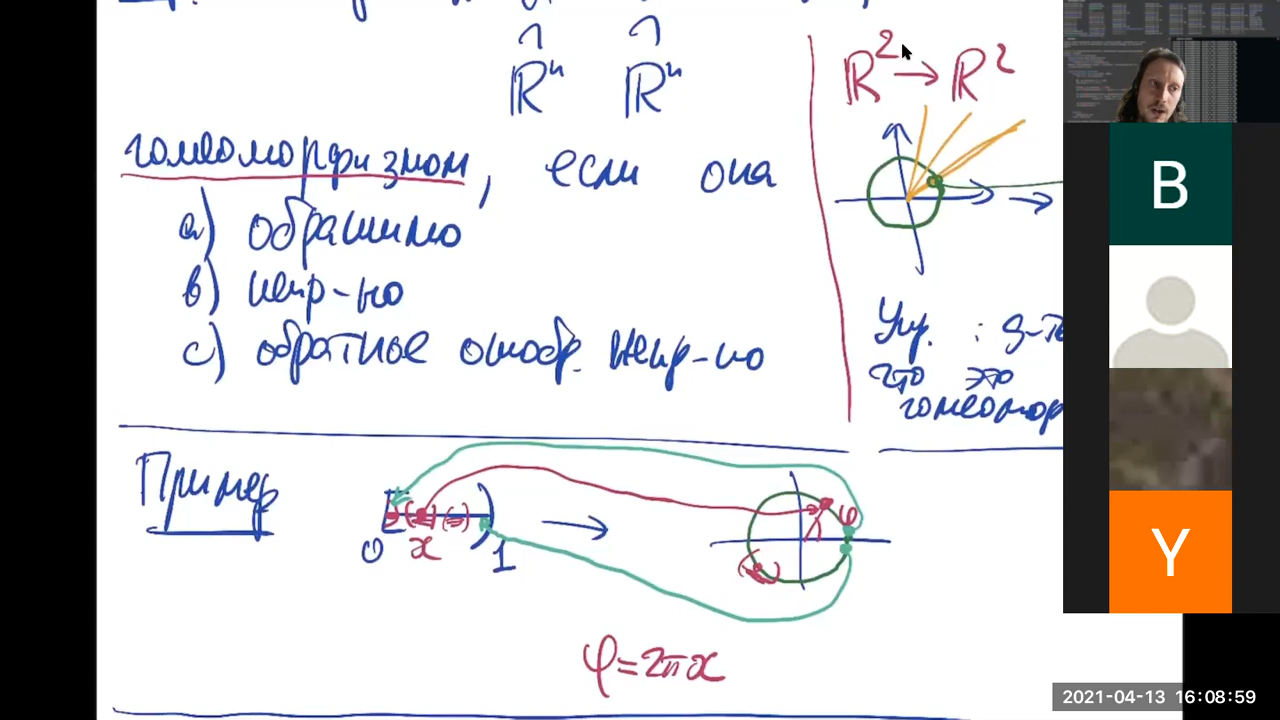 ℝⁿ ℝⁿ
гомеоморфизмом, если она
a) обратимо
b) непр-но
c) обратное отобр. непр-но
ℝ² → ℝ²
Упр. :
что это
гомеомор
Пример
0 x 1
φ
φ = 2πx
B
Y
2021-04-13 16:08:59